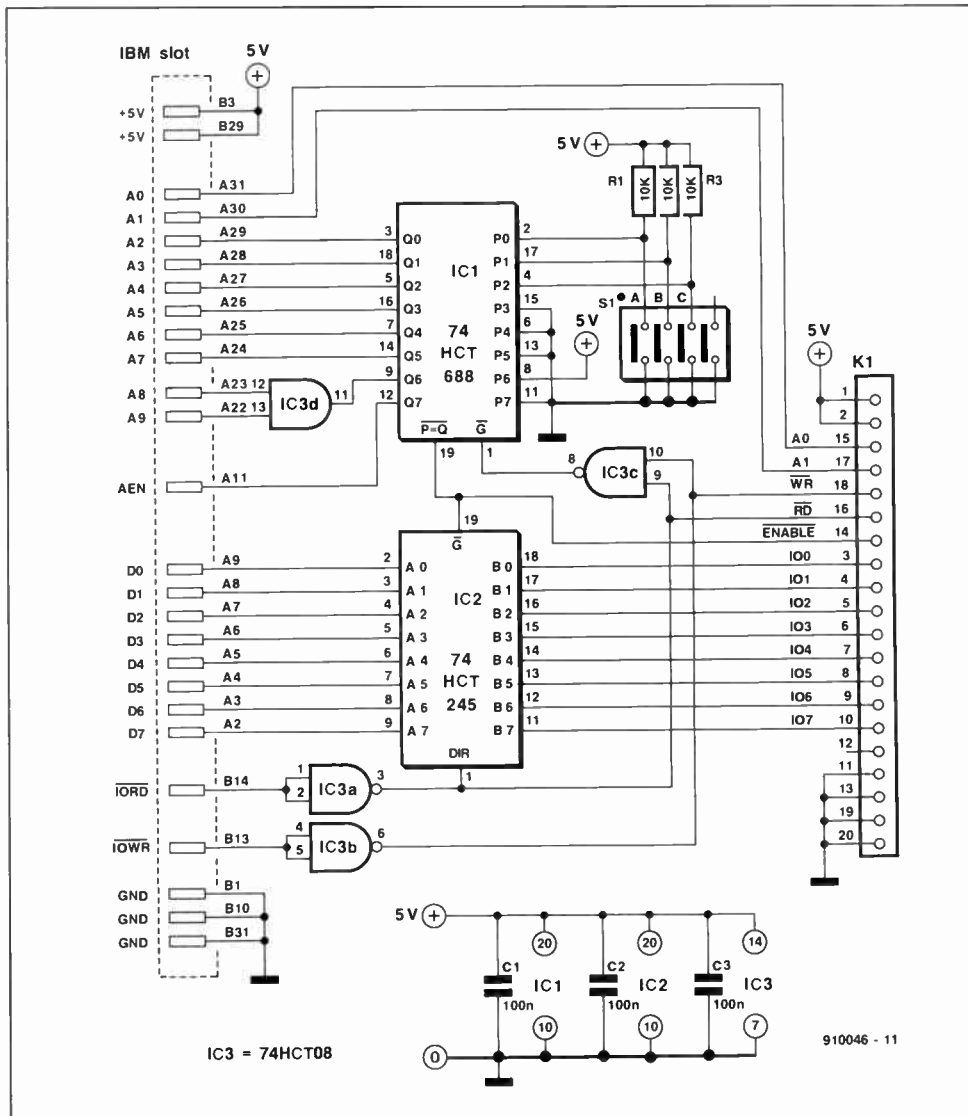 IBM slot
5 V
+5V
B3
+5V
B29
A0
A31
A1
A30
A2
A29
A3
A28
A4
A27
A5
A26
A6
A25
A7
A24
A8
A23
A9
A22
AEN
A11
12
13
IC3d
11
3
Q0
18
Q1
5
Q2
16
Q3
7
Q4
14
Q5
9
Q6
12
Q7
IC1
74
HCT
688
P0
2
P1
17
P2
4
P3
15
P4
6
P5
13
P6
8
P7
11
P=Q
G
19
1
5 V
R1
10K
10K
10K
R3
S1
A
B
C
5V
8
IC3c
10
9
D0
A9
D1
A8
D2
A7
D3
A6
D4
A5
D5
A4
D6
A3
D7
A2
19
G
2
A 0
3
A 1
4
A 2
5
A 3
6
A 4
7
A 5
8
A 6
9
A 7
IC2
74
HCT
245
B 0
18
B 1
17
B 2
16
B 3
15
B 4
14
B 5
13
B 6
12
B 7
11
DIR
1
IORD
B14
1
2
IC3a
3
IOWR
B13
4
5
IC3b
6
GND
B1
GND
B10
GND
B31
5V
K1
1
2
A0
15
A1
17
WR
18
RD
16
ENABLE
14
IO0
3
IO1
4
IO2
5
IO3
6
IO4
7
IO5
8
IO6
9
IO7
10
12
11
13
19
20
5V
C1
100n
20
IC1
10
C2
100n
20
IC2
10
C3
100n
14
IC3
7
0
IC3 = 74HCT08
910046 - 11